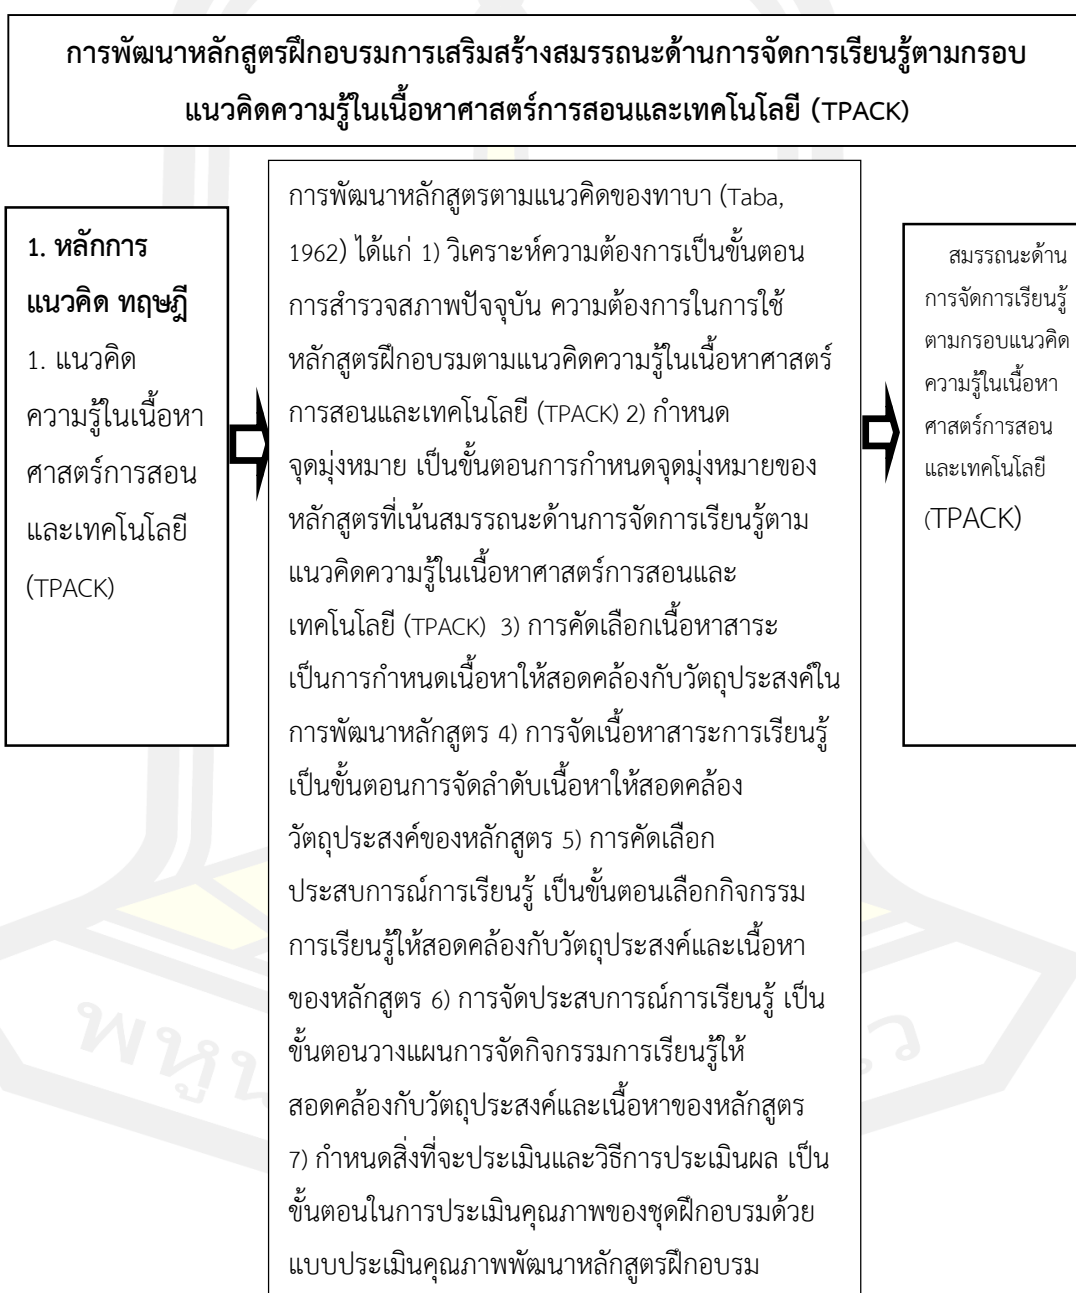 การพัฒนาหลักสูตรฝึกอบรมการเสริมสร้างสมรรถนะด้านการจัดการเรียนรู้ตามกรอบ
แนวคิดความรู้ในเนื้อหาศาสตร์การสอนและเทคโนโลยี (TPACK)
1. หลักการ
แนวคิด ทฤษฎี
1. แนวคิด
ความรู้ในเนื้อหา
ศาสตร์การสอน
และเทคโนโลยี
(TPACK)
การพัฒนาหลักสูตรตามแนวคิดของทาบา (Taba,
1962) ได้แก่ 1) วิเคราะห์ความต้องการเป็นขั้นตอน
การสำรวจสภาพปัจจุบัน ความต้องการในการใช้
หลักสูตรฝึกอบรมตามแนวคิดความรู้ในเนื้อหาศาสตร์
การสอนและเทคโนโลยี (TPACK) 2) กำหนด
จุดมุ่งหมาย เป็นขั้นตอนการกำหนดจุดมุ่งหมายของ
หลักสูตรที่เน้นสมรรถนะด้านการจัดการเรียนรู้ตาม
แนวคิดความรู้ในเนื้อหาศาสตร์การสอนและ
เทคโนโลยี (TPACK)  3) การคัดเลือกเนื้อหาสาระ
เป็นการกำหนดเนื้อหาให้สอดคล้องกับวัตถุประสงค์ใน
การพัฒนาหลักสูตร 4) การจัดเนื้อหาสาระการเรียนรู้
เป็นขั้นตอนการจัดลำดับเนื้อหาให้สอดคล้อง
วัตถุประสงค์ของหลักสูตร 5) การคัดเลือก
ประสบการณ์การเรียนรู้ เป็นขั้นตอนเลือกกิจกรรม
การเรียนรู้ให้สอดคล้องกับวัตถุประสงค์และเนื้อหา
ของหลักสูตร 6) การจัดประสบการณ์การเรียนรู้ เป็น
ขั้นตอนวางแผนการจัดกิจกรรมการเรียนรู้ให้
สอดคล้องกับวัตถุประสงค์และเนื้อหาของหลักสูตร
7) กำหนดสิ่งที่จะประเมินและวิธีการประเมินผล เป็น
ขั้นตอนในการประเมินคุณภาพของชุดฝึกอบรมด้วย
แบบประเมินคุณภาพพัฒนาหลักสูตรฝึกอบรม
สมรรถนะด้าน
การจัดการเรียนรู้
ตามกรอบแนวคิด
ความรู้ในเนื้อหา
ศาสตร์การสอน
และเทคโนโลยี
(TPACK)